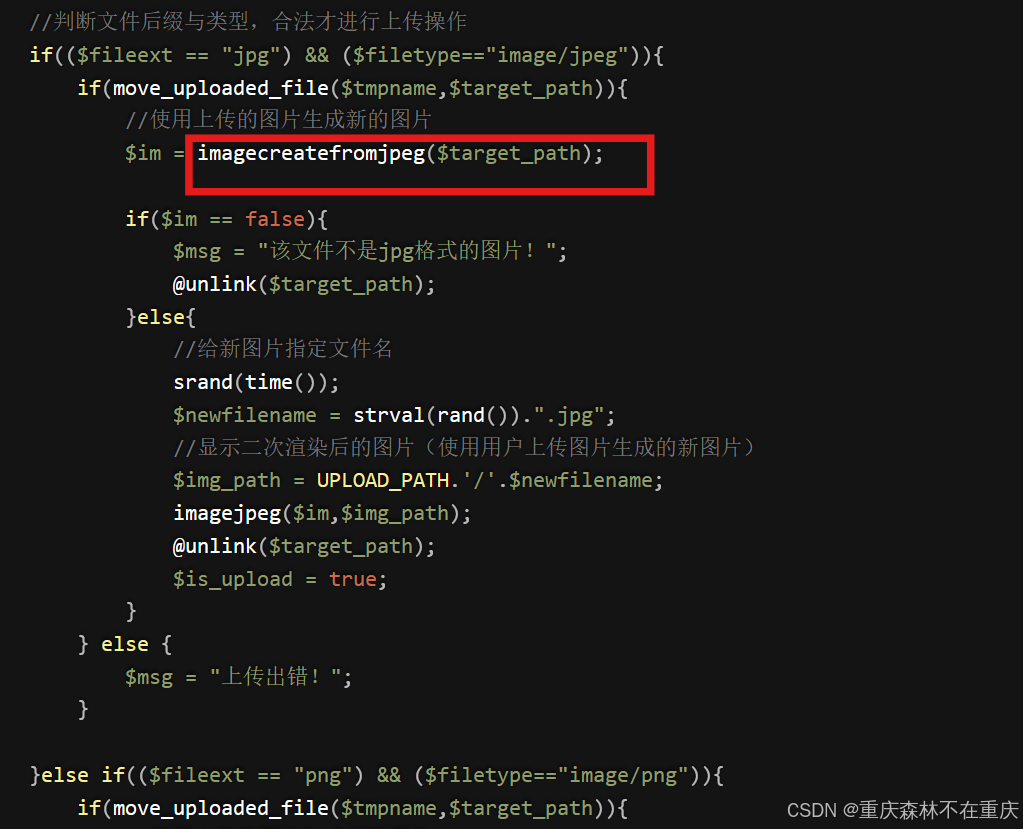 //判断文件后缀与类型，合法才进行上传操作
if(($fileext == "jpg") && ($filetype=="image/jpeg")){
if(move_uploaded_file($tmpname,$target_path)){
//使用上传的图片生成新的图片
$im = imagecreatefromjpeg($target_path);
if($im == false){
$msg = "该文件不是jpg格式的图片！";
@unlink($target_path);
}else{
//给新图片指定文件名
srand(time());
$newfilename = strval(rand()).".jpg";
//显示二次渲染后的图片（使用用户上传图片生成的新图片）
$img_path = UPLOAD_PATH.'/'.$newfilename;
imagejpeg($im,$img_path);
@unlink($target_path);
$is_upload = true;
}
} else {
$msg = "上传出错！";
}
}else if(($fileext == "png") && ($filetype=="image/png")){
if(move_uploaded_file($tmpname,$target_path)){
CSDN @重庆森林不在重庆